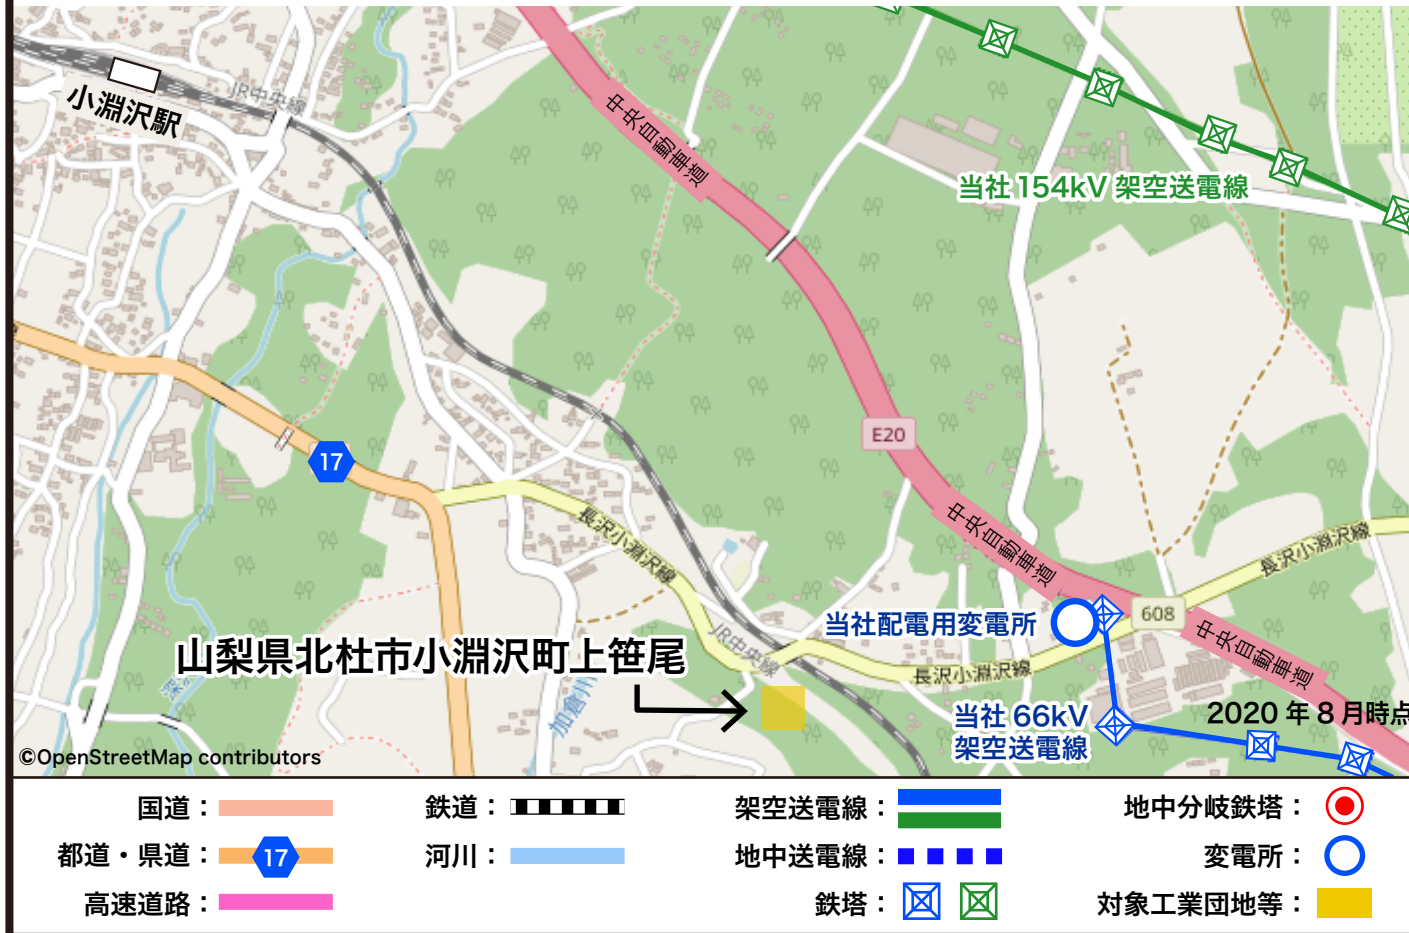 JR中央線
小淵沢駅
中央自動車道
当社 154kV 架空送電線
E20
17
長沢小淵沢線
中央自動車道
長沢小淵沢線
当社配電用変電所
608
中央自動車道
JR中央線
長沢小淵沢線
山梨県北杜市小淵沢町上笹尾
加倉川
当社 66kV
架空送電線
2020 年 8 月時点
©OpenStreetMap contributors
国道：
鉄道：
架空送電線：
地中分岐鉄塔：
都道・県道：
17
河川：
地中送電線：
変電所：
高速道路：
鉄塔：
対象工業団地等：